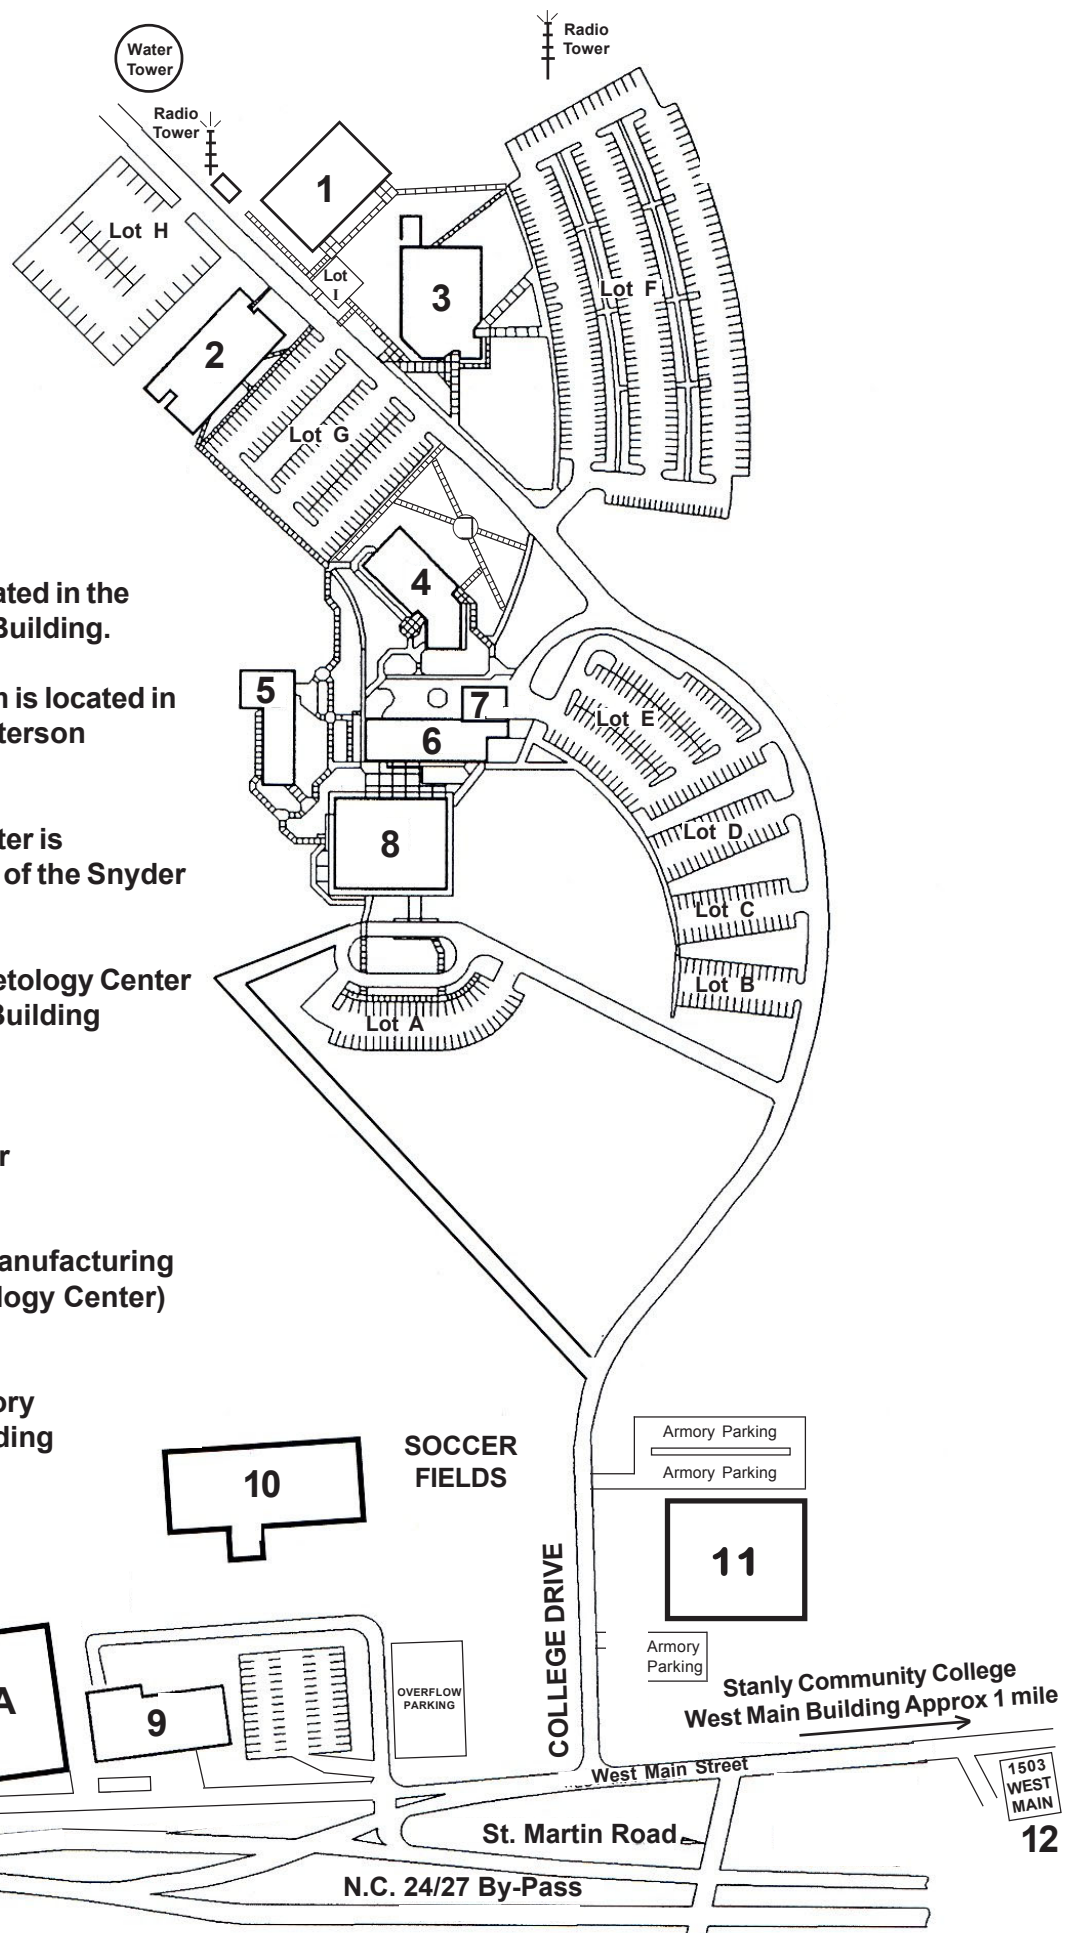 Water
Tower
Radio
Tower
Radio
Tower
1
Lot H
Lot
I
3
Lot F
2
Lot G
4
ated in the
Building.
n is located in
terson
5
7
6
Lot E
ter is
of the Snyder
8
Lot D
Lot C
etology Center
Building
Lot B
Lot A
r
anufacturing
logy Center)
ory
ding
10
SOCCER
FIELDS
Armory Parking
Armory Parking
11
COLLEGE DRIVE
Armory
Parking
A
9
OVERFLOW
PARKING
Stanly Community College
West Main Building Approx 1 mile
West Main Street
1503
WEST
MAIN
12
St. Martin Road
N.C. 24/27 By-Pass